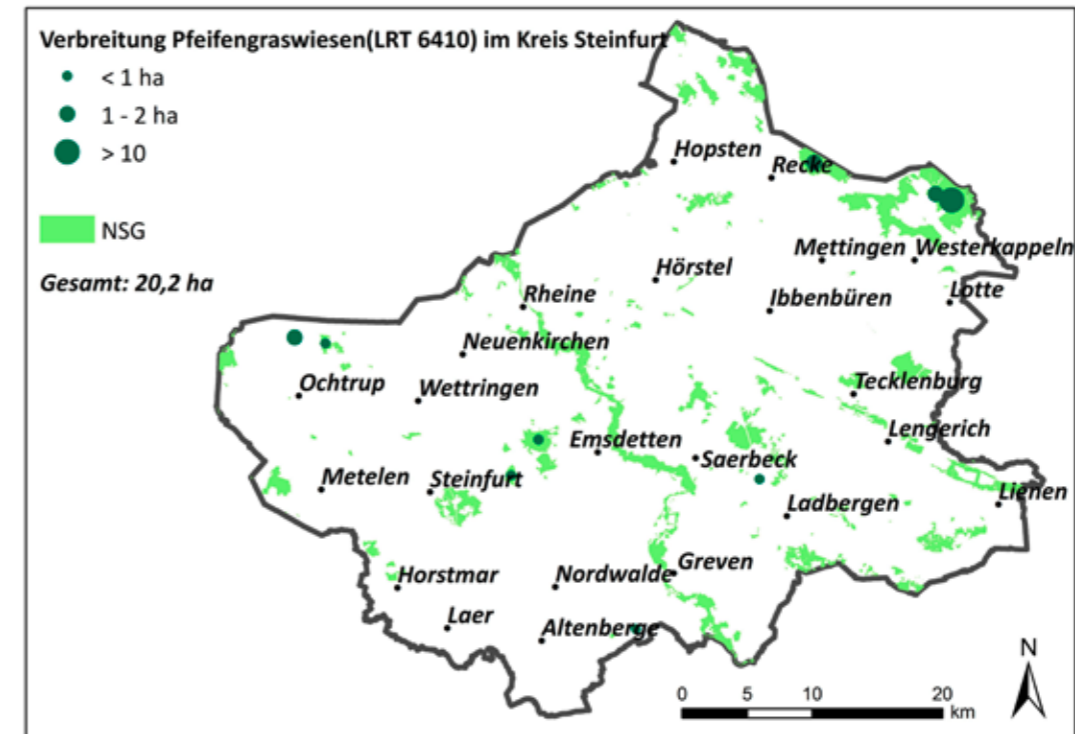 Verbreitung Pfeifengraswiesen(LRT 6410) im Kreis Steinfurt
< 1 ha
1 - 2 ha
> 10
NSG
Gesamt: 20,2 ha
Hopsten
Recke
Mettingen
Westerkappeln
Hörstel
Rheine
Ibbenbüren
Lotte
Neuenkirchen
Ochtrup
Wettringen
Tecklenburg
Emsdetten
Lengerich
Saerbeck
Metelen
Steinfurt
Ladbergen
Lienen
Horstmar
Nordwalde
Greven
Laer
Altenberge
N
0 5 10 20
km